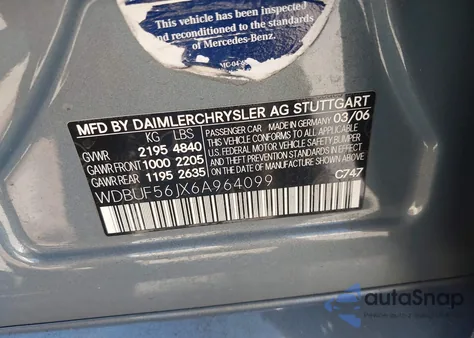 This vehicle has been inspected
and reconditioned to the standards
of Mercedes-Benz.
MFD BY DAIMLERCHRYSLER AG STUTTGART
KG LBS
GVWR 2195 4840
GAWR FRONT 1000 2205
GAWR REAR 1195 2635
PASSENGER CAR MADE IN GERMANY 03/06
THIS VEHICLE CONFORMS TO ALL APPLICABLE
U.S. FEDERAL MOTOR VEHICLE SAFETY, BUMPER
AND THEFT PREVENTION STANDARDS IN EFFECT
ON THE DATE OF MANUFACTURE SHOWN ABOVE.
WDBUF56JX6A964099
C747
autaSnap